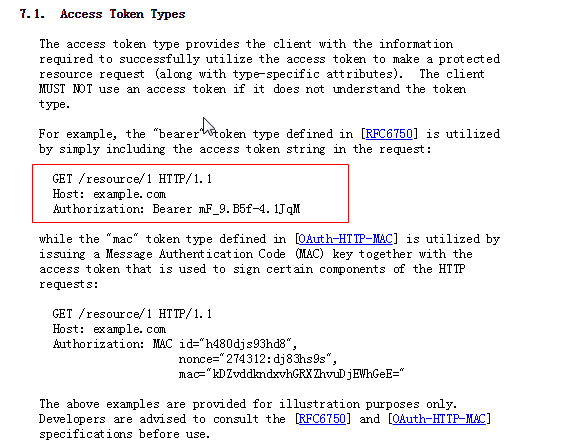 7.1.  Access Token Types
The access token type provides the client with the information
required to successfully utilize the access token to make a protected
resource request (along with type-specific attributes).  The client
MUST NOT use an access token if it does not understand the token
type.
For example, the "bearer" token type defined in [RFC6750] is utilized
by simply including the access token string in the request:
GET /resource/1 HTTP/1.1
Host: example.com
Authorization: Bearer mF_9.B5f-4.1JqM
while the "mac" token type defined in [OAuth-HTTP-MAC] is utilized by
issuing a Message Authentication Code (MAC) key together with the
access token that is used to sign certain components of the HTTP
requests:
GET /resource/1 HTTP/1.1
Host: example.com
Authorization: MAC id="h480djs93hd8",
nonce="274312:dj83hs9s",
mac="kDZvddkndxvhGRXZhvuDjEWhGeE="
The above examples are provided for illustration purposes only.
Developers are advised to consult the [RFC6750] and [OAuth-HTTP-MAC]
specifications before use.